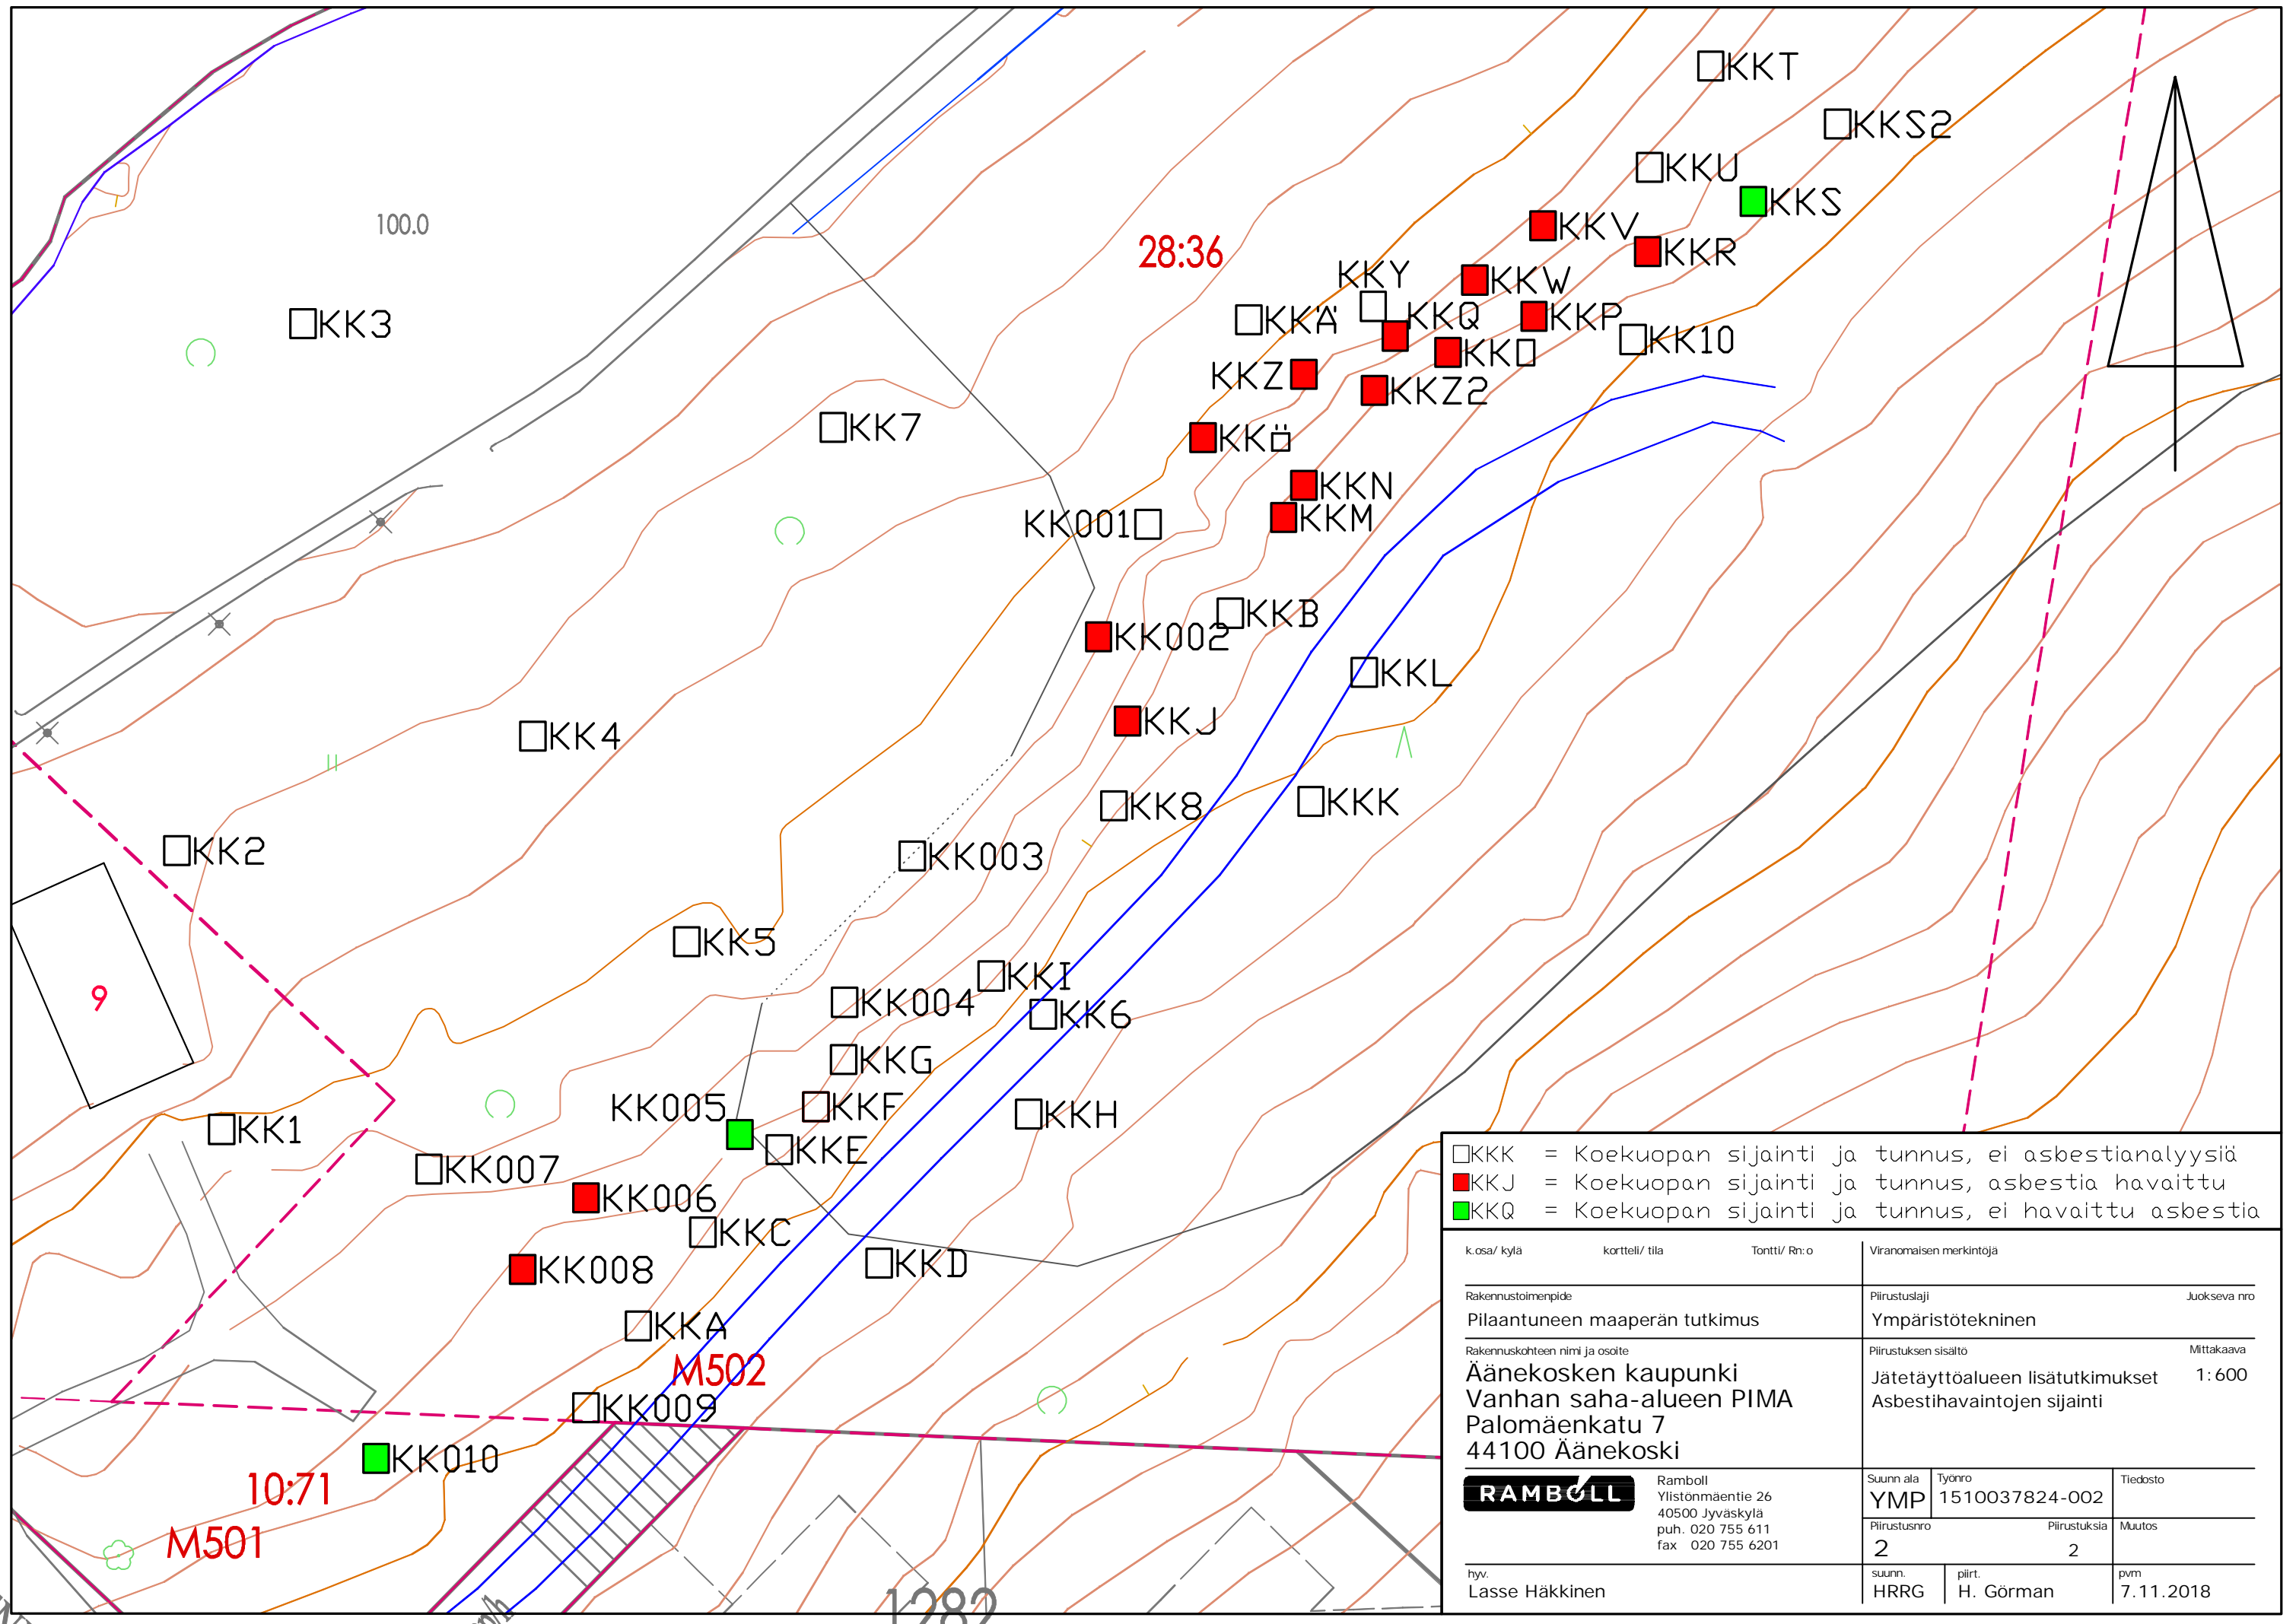 KKT
KKS2
KKU
KKS
100.0
28:36
KKV
KKR
KKY
KKW
KK3
KKÄ
KKQ
KKP
KK10
KKO
KKZ
KKZ2
KK7
KKÖ
KKN
KK001
KKM
KKB
KK002
KKL
KKJ
KK4
KK8
KKK
KK2
KK003
KK5
9
KKI
KK004
KK6
KKG
KK005
KKF
KKH
KK1
KKE
KK007
KK006
KKC
KK008
KKD
KKA
M502
KK009
KK010
10:71
M501
1282
KKK = Koekuopan sijainti ja tunnus, ei asbestianalyysiä
KKJ = Koekuopan sijainti ja tunnus, asbestia havaittu
KKQ = Koekuopan sijainti ja tunnus, ei havaittu asbestia
k.osa/ kylä kortteli/ tila Tontti/ Rn:o Viranomaisen merkintöjä
Rakennustoimenpide Piirustuslaji Juokseva nro
Pilaantuneen maaperän tutkimus Ympäristötekninen
Rakennuskohteen nimi ja osoite Piirustuksen sisältö Mittakaava
Äänekosken kaupunki
Vanhan saha-alueen PIMA
Palomäenkatu 7
44100 Äänekoski
Jätetäyttöalueen lisätutkimukset 1:600
Asbestihavaintojen sijainti
RAMBOLL
Ramboll
Ylistönmäentie 26
40500 Jyväskylä
puh. 020 755 611
fax 020 755 6201
Suunn ala Työnro Tiedosto
YMP 1510037824-002
Piirustusnro Piirustuksia Muutos
2 2
hyv. suunn. piirt. pvm
Lasse Häkkinen HRRG H. Görman 7.11.2018